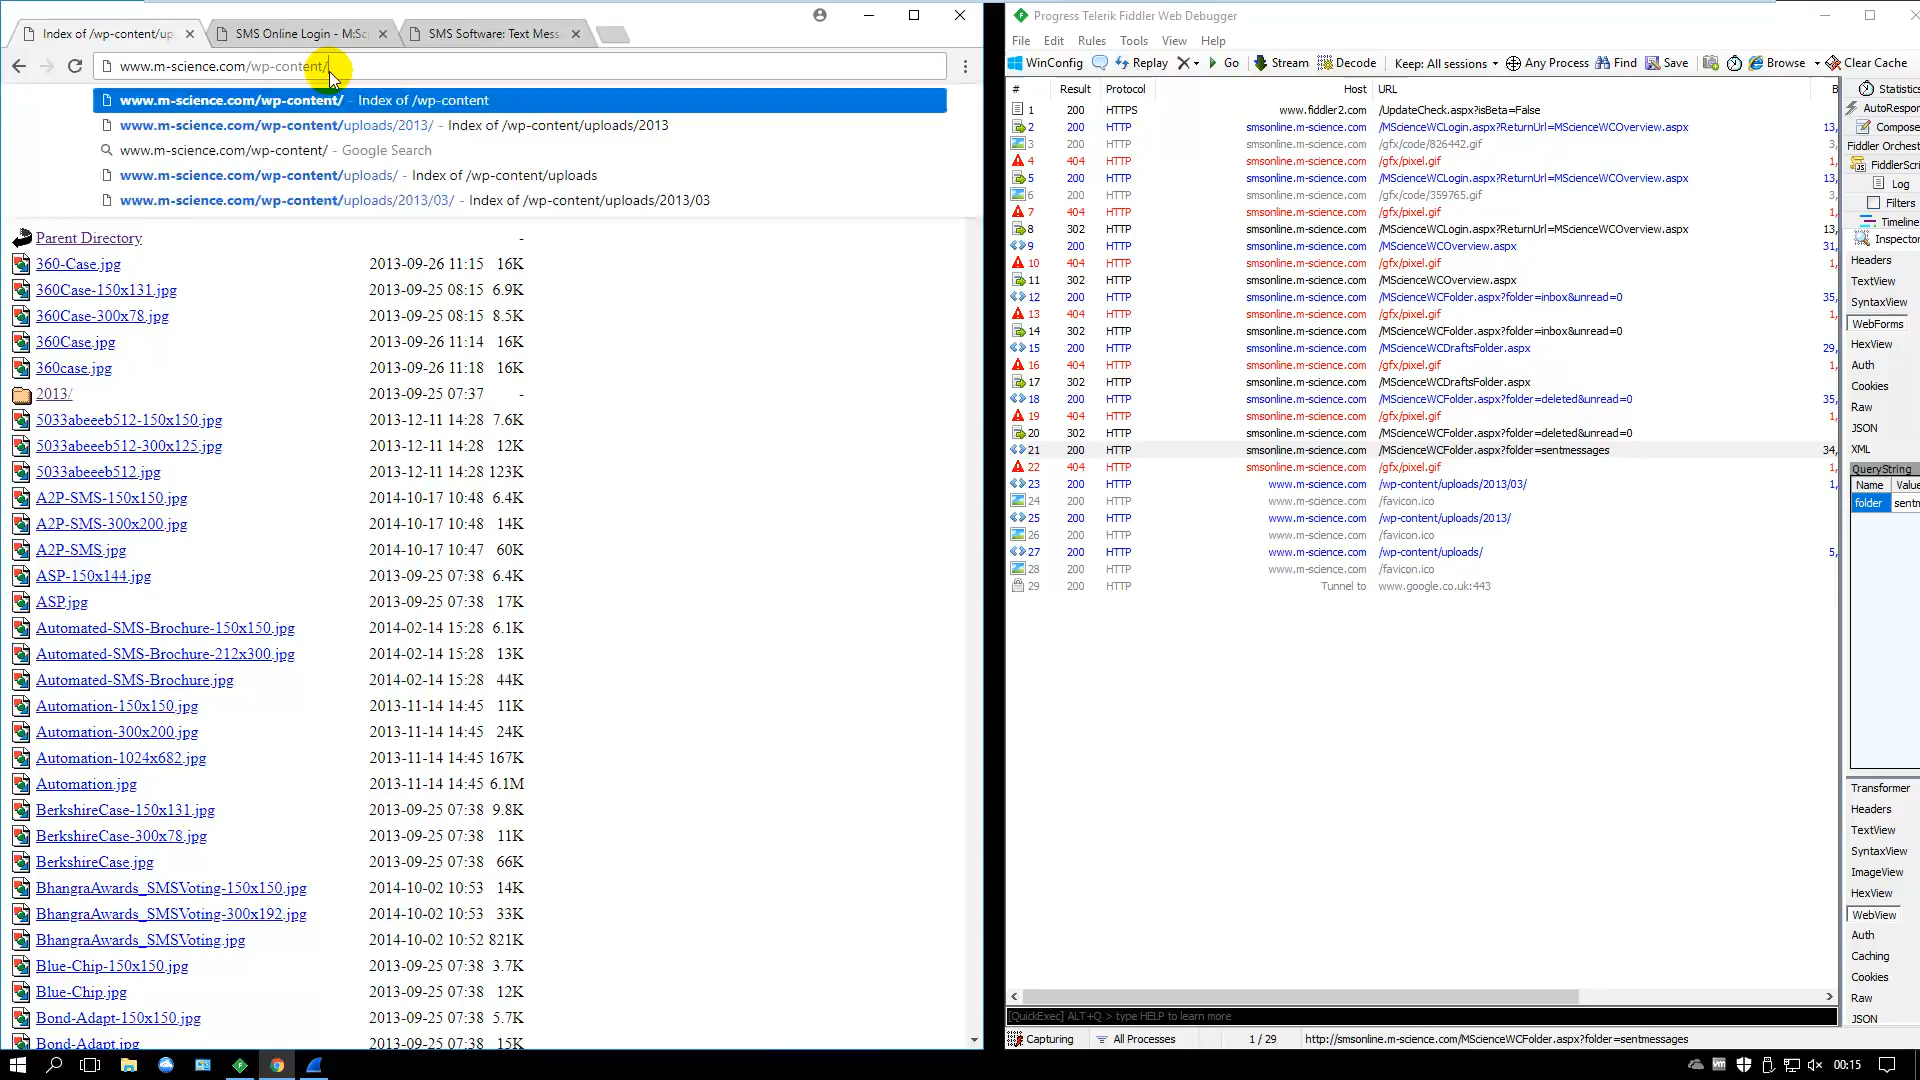 Index of /wp-content/up
SMS Online Login - M:Sc
SMS Software: Text Mess
www.m-science.com/wp-content/
www.m-science.com/wp-content/ - Index of /wp-content
www.m-science.com/wp-content/uploads/2013/ - Index of /wp-content/uploads/2013
www.m-science.com/wp-content/ - Google Search
www.m-science.com/wp-content/uploads/ - Index of /wp-content/uploads
www.m-science.com/wp-content/uploads/2013/03/ - Index of /wp-content/uploads/2013/03
Parent Directory -
360-Case.jpg 2013-09-26 11:15 16K
360Case-150x131.jpg 2013-09-25 08:15 6.9K
360Case-300x78.jpg 2013-09-25 08:15 8.5K
360Case.jpg 2013-09-26 11:14 16K
360case.jpg 2013-09-26 11:18 16K
2013/ 2013-09-25 07:37 -
5033abeeeb512-150x150.jpg 2013-12-11 14:28 7.6K
5033abeeeb512-300x125.jpg 2013-12-11 14:28 12K
5033abeeeb512.jpg 2013-12-11 14:28 123K
A2P-SMS-150x150.jpg 2014-10-17 10:48 6.4K
A2P-SMS-300x200.jpg 2014-10-17 10:48 14K
A2P-SMS.jpg 2014-10-17 10:47 60K
ASP-150x144.jpg 2013-09-25 07:38 6.4K
ASP.jpg 2013-09-25 07:38 17K
Automated-SMS-Brochure-150x150.jpg 2014-02-14 15:28 6.1K
Automated-SMS-Brochure-212x300.jpg 2014-02-14 15:28 13K
Automated-SMS-Brochure.jpg 2014-02-14 15:28 44K
Automation-150x150.jpg 2013-11-14 14:45 11K
Automation-300x200.jpg 2013-11-14 14:45 24K
Automation-1024x682.jpg 2013-11-14 14:45 167K
Automation.jpg 2013-11-14 14:45 6.1M
BerkshireCase-150x131.jpg 2013-09-25 07:38 9.8K
BerkshireCase-300x78.jpg 2013-09-25 07:38 11K
BerkshireCase.jpg 2013-09-25 07:38 66K
BhangraAwards_SMSVoting-150x150.jpg 2014-10-02 10:53 14K
BhangraAwards_SMSVoting-300x192.jpg 2014-10-02 10:53 33K
BhangraAwards_SMSVoting.jpg 2014-10-02 10:52 821K
Blue-Chip-150x150.jpg 2013-09-25 07:38 3.7K
Blue-Chip.jpg 2013-09-25 07:38 12K
Bond-Adapt-150x150.jpg 2013-09-25 07:38 5.7K
Bond-Adapt.jpg 2013-09-25 07:38 15K
Progress Telerik Fiddler Web Debugger
File Edit Rules Tools View Help
WinConfig Replay Go Stream Decode Keep: All sessions Any Process Find Save Browse Clear Cache
# Result Protocol Host URL B
1 200 HTTPS www.fiddler2.com /UpdateCheck.aspx?isBeta=False
2 200 HTTP smsonline.m-science.com /MScienceWCLogin.aspx?ReturnUrl=MScienceWCOverview.aspx 13,
3 200 HTTP smsonline.m-science.com /gfx/code/826442.gif 3,
4 404 HTTP smsonline.m-science.com /gfx/pixel.gif 1,
5 200 HTTP smsonline.m-science.com /MScienceWCLogin.aspx?ReturnUrl=MScienceWCOverview.aspx 13,
6 200 HTTP smsonline.m-science.com /gfx/code/359765.gif 3,
7 404 HTTP smsonline.m-science.com /gfx/pixel.gif 1,
8 302 HTTP smsonline.m-science.com /MScienceWCLogin.aspx?ReturnUrl=MScienceWCOverview.aspx 13,
9 200 HTTP smsonline.m-science.com /MScienceWCOverview.aspx 31,
10 404 HTTP smsonline.m-science.com /gfx/pixel.gif 1,
11 302 HTTP smsonline.m-science.com /MScienceWCOverview.aspx
12 200 HTTP smsonline.m-science.com /MScienceWCFolder.aspx?folder=inbox&unread=0 35,
13 404 HTTP smsonline.m-science.com /gfx/pixel.gif 1,
14 302 HTTP smsonline.m-science.com /MScienceWCFolder.aspx?folder=inbox&unread=0
15 200 HTTP smsonline.m-science.com /MScienceWCDraftsFolder.aspx 29,
16 404 HTTP smsonline.m-science.com /gfx/pixel.gif 1,
17 302 HTTP smsonline.m-science.com /MScienceWCDraftsFolder.aspx
18 200 HTTP smsonline.m-science.com /MScienceWCFolder.aspx?folder=deleted&unread=0 35,
19 404 HTTP smsonline.m-science.com /gfx/pixel.gif 1,
20 302 HTTP smsonline.m-science.com /MScienceWCFolder.aspx?folder=deleted&unread=0
21 200 HTTP smsonline.m-science.com /MScienceWCFolder.aspx?folder=sentmessages 34,
22 404 HTTP smsonline.m-science.com /gfx/pixel.gif 1,
23 200 HTTP www.m-science.com /wp-content/uploads/2013/03/ 1,
24 200 HTTP www.m-science.com /favicon.ico
25 200 HTTP www.m-science.com /wp-content/uploads/2013/
26 200 HTTP www.m-science.com /favicon.ico
27 200 HTTP www.m-science.com /wp-content/uploads/ 5,
28 200 HTTP www.m-science.com /favicon.ico
29 200 HTTP Tunnel to www.google.co.uk:443
[QuickExec] ALT+Q > type HELP to learn more
Capturing All Processes 1 / 29 http://smsonline.m-science.com/MScienceWCFolder.aspx?folder=sentmessages
Statistics
AutoRespor
Compose
Fiddler Orchest
FiddlerScri
Log
Filters
Timeline
Inspector
Headers
TextView
SyntaxView
WebForms
HexView
Auth
Cookies
Raw
JSON
XML
QueryString
Name Value
folder sentm
Transformer
Headers
TextView
SyntaxView
ImageView
HexView
WebView
Auth
Caching
Cookies
Raw
JSON
00:15